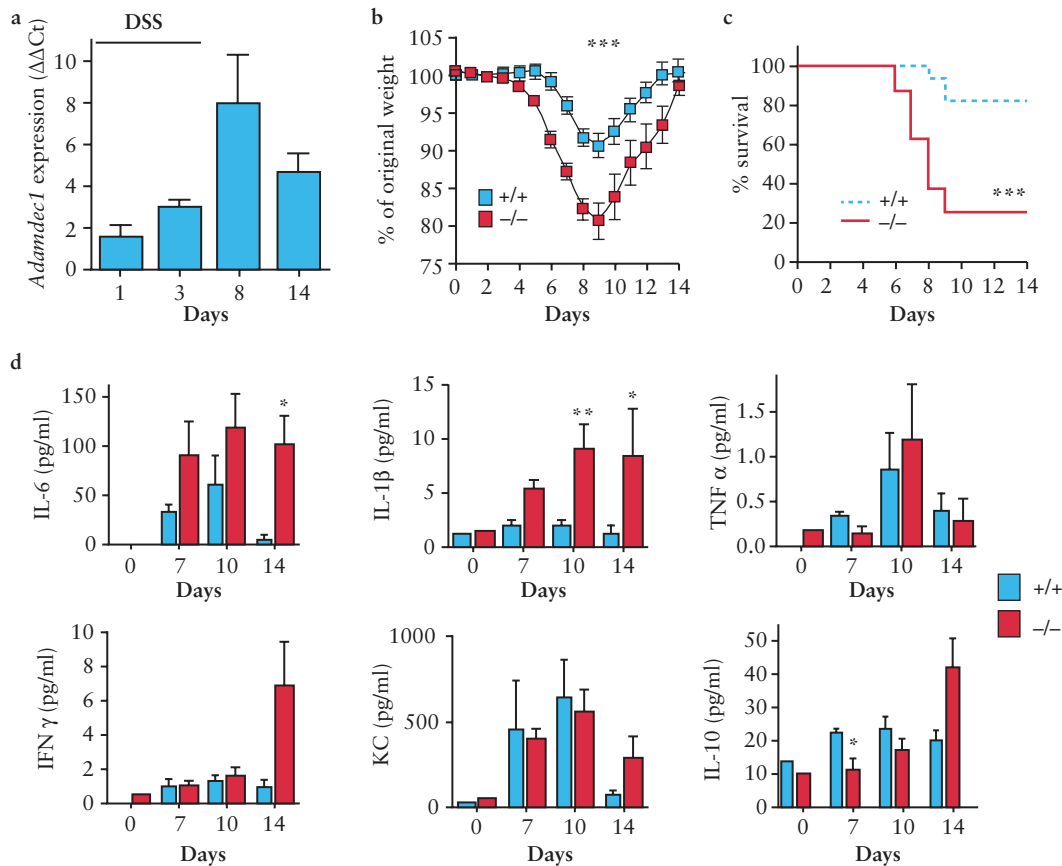 a
DSS
Adamdec1 expression (ΔΔCt)
10
8
6
4
2
0
1 3 8 14
Days
b
***
% of original weight
105
100
95
90
85
80
75
+/+
–/–
0 2 4 6 8 10 12 14
Days
c
% survival
100
80
60
40
20
0
+/+
–/–
***
0 2 4 6 8 10 12 14
Days
d
IL-6 (pg/ml)
150
100
50
0
*
0 7 10 14
Days
IL-1β (pg/ml)
15
10
5
0
** *
0 7 10 14
Days
TNF α (pg/ml)
1.5
1.0
0.5
0.0
0 7 10 14
Days
+/+
–/–
IFN γ (pg/ml)
10
8
6
4
2
0
0 7 10 14
Days
KC (pg/ml)
1000
500
0
0 7 10 14
Days
IL-10 (pg/ml)
50
40
30
20
10
0
*
0 7 10 14
Days